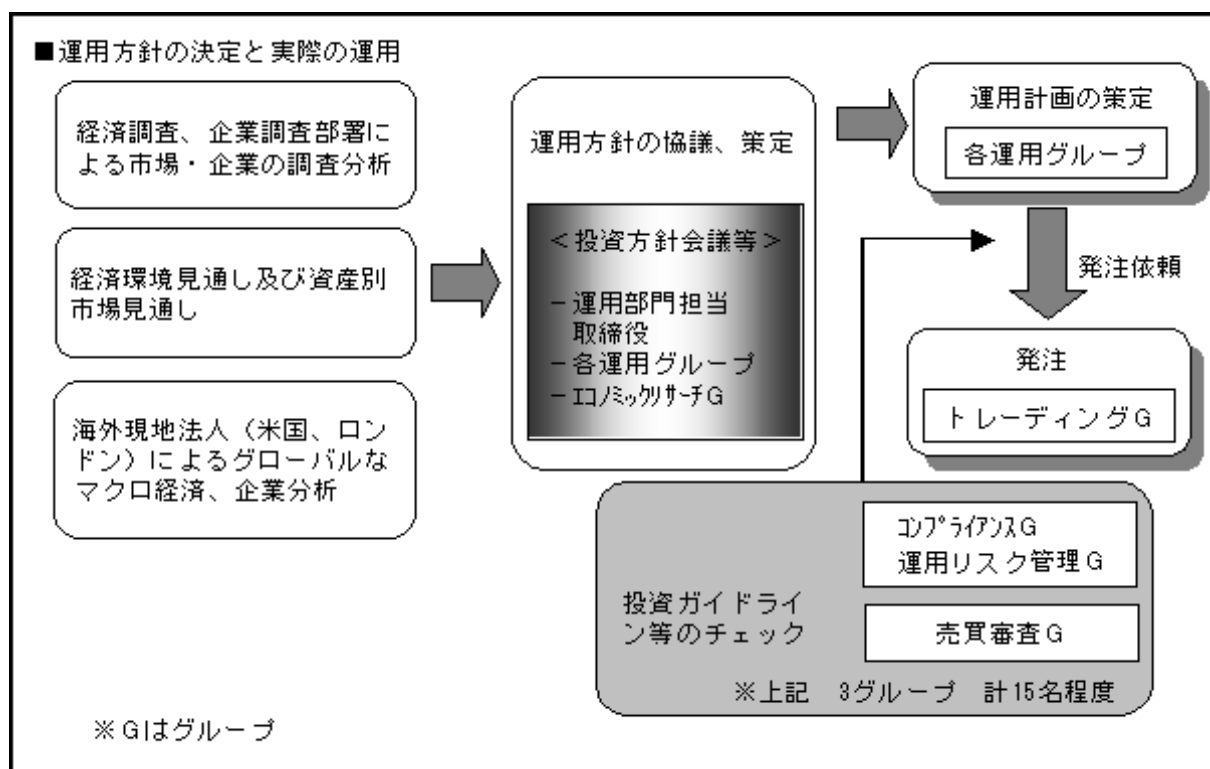 ■運用方針の決定と実際の運用
経済調査、企業調査部署に
よる市場・企業の調査分析
経済環境見通し及び資産別
市場見通し
海外現地法人（米国、ロン
ドン）によるグローバルな
マクロ経済、企業分析
運用方針の協議、策定
＜投資方針会議等＞
－運用部門担当
取締役
－各運用グループ
－ｴｺﾉﾐｯｸﾘｻｰﾁＧ
運用計画の策定
各運用グループ
発注依頼
発注
トレーディングＧ
投資ガイドライ
ン等のチェック
ｺﾝﾌﾟﾗｲｱﾝｽＧ
運用リスク管理Ｇ
売買審査Ｇ
※上記　3グループ　計15名程度
※Ｇはグループ